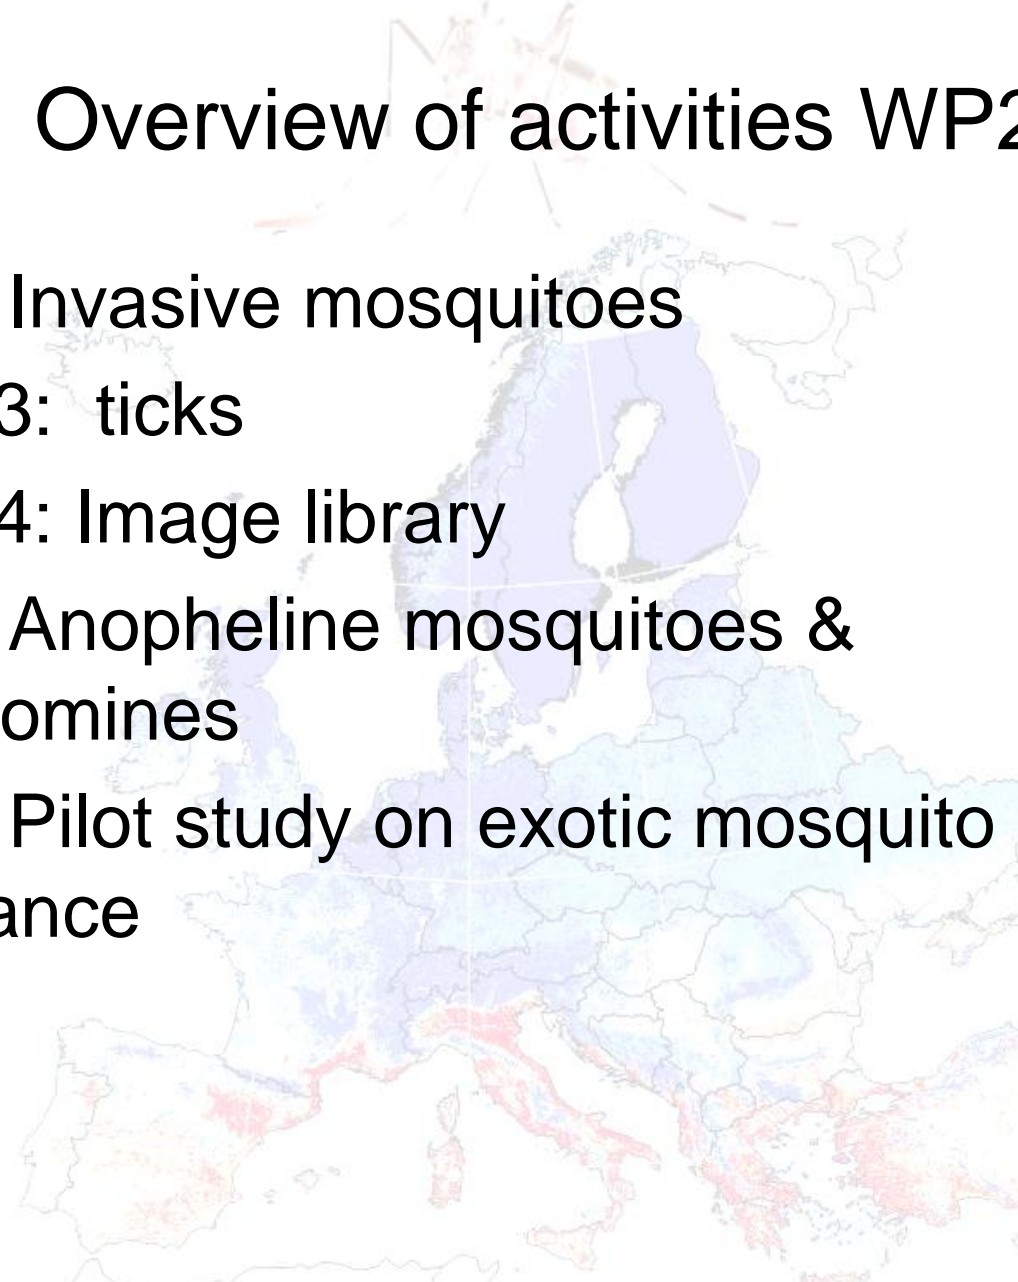 Overview of activities WP2
Invasive mosquitoes
3: ticks
4: Image library
Anopheline mosquitoes &
omines
Pilot study on exotic mosquito
ance